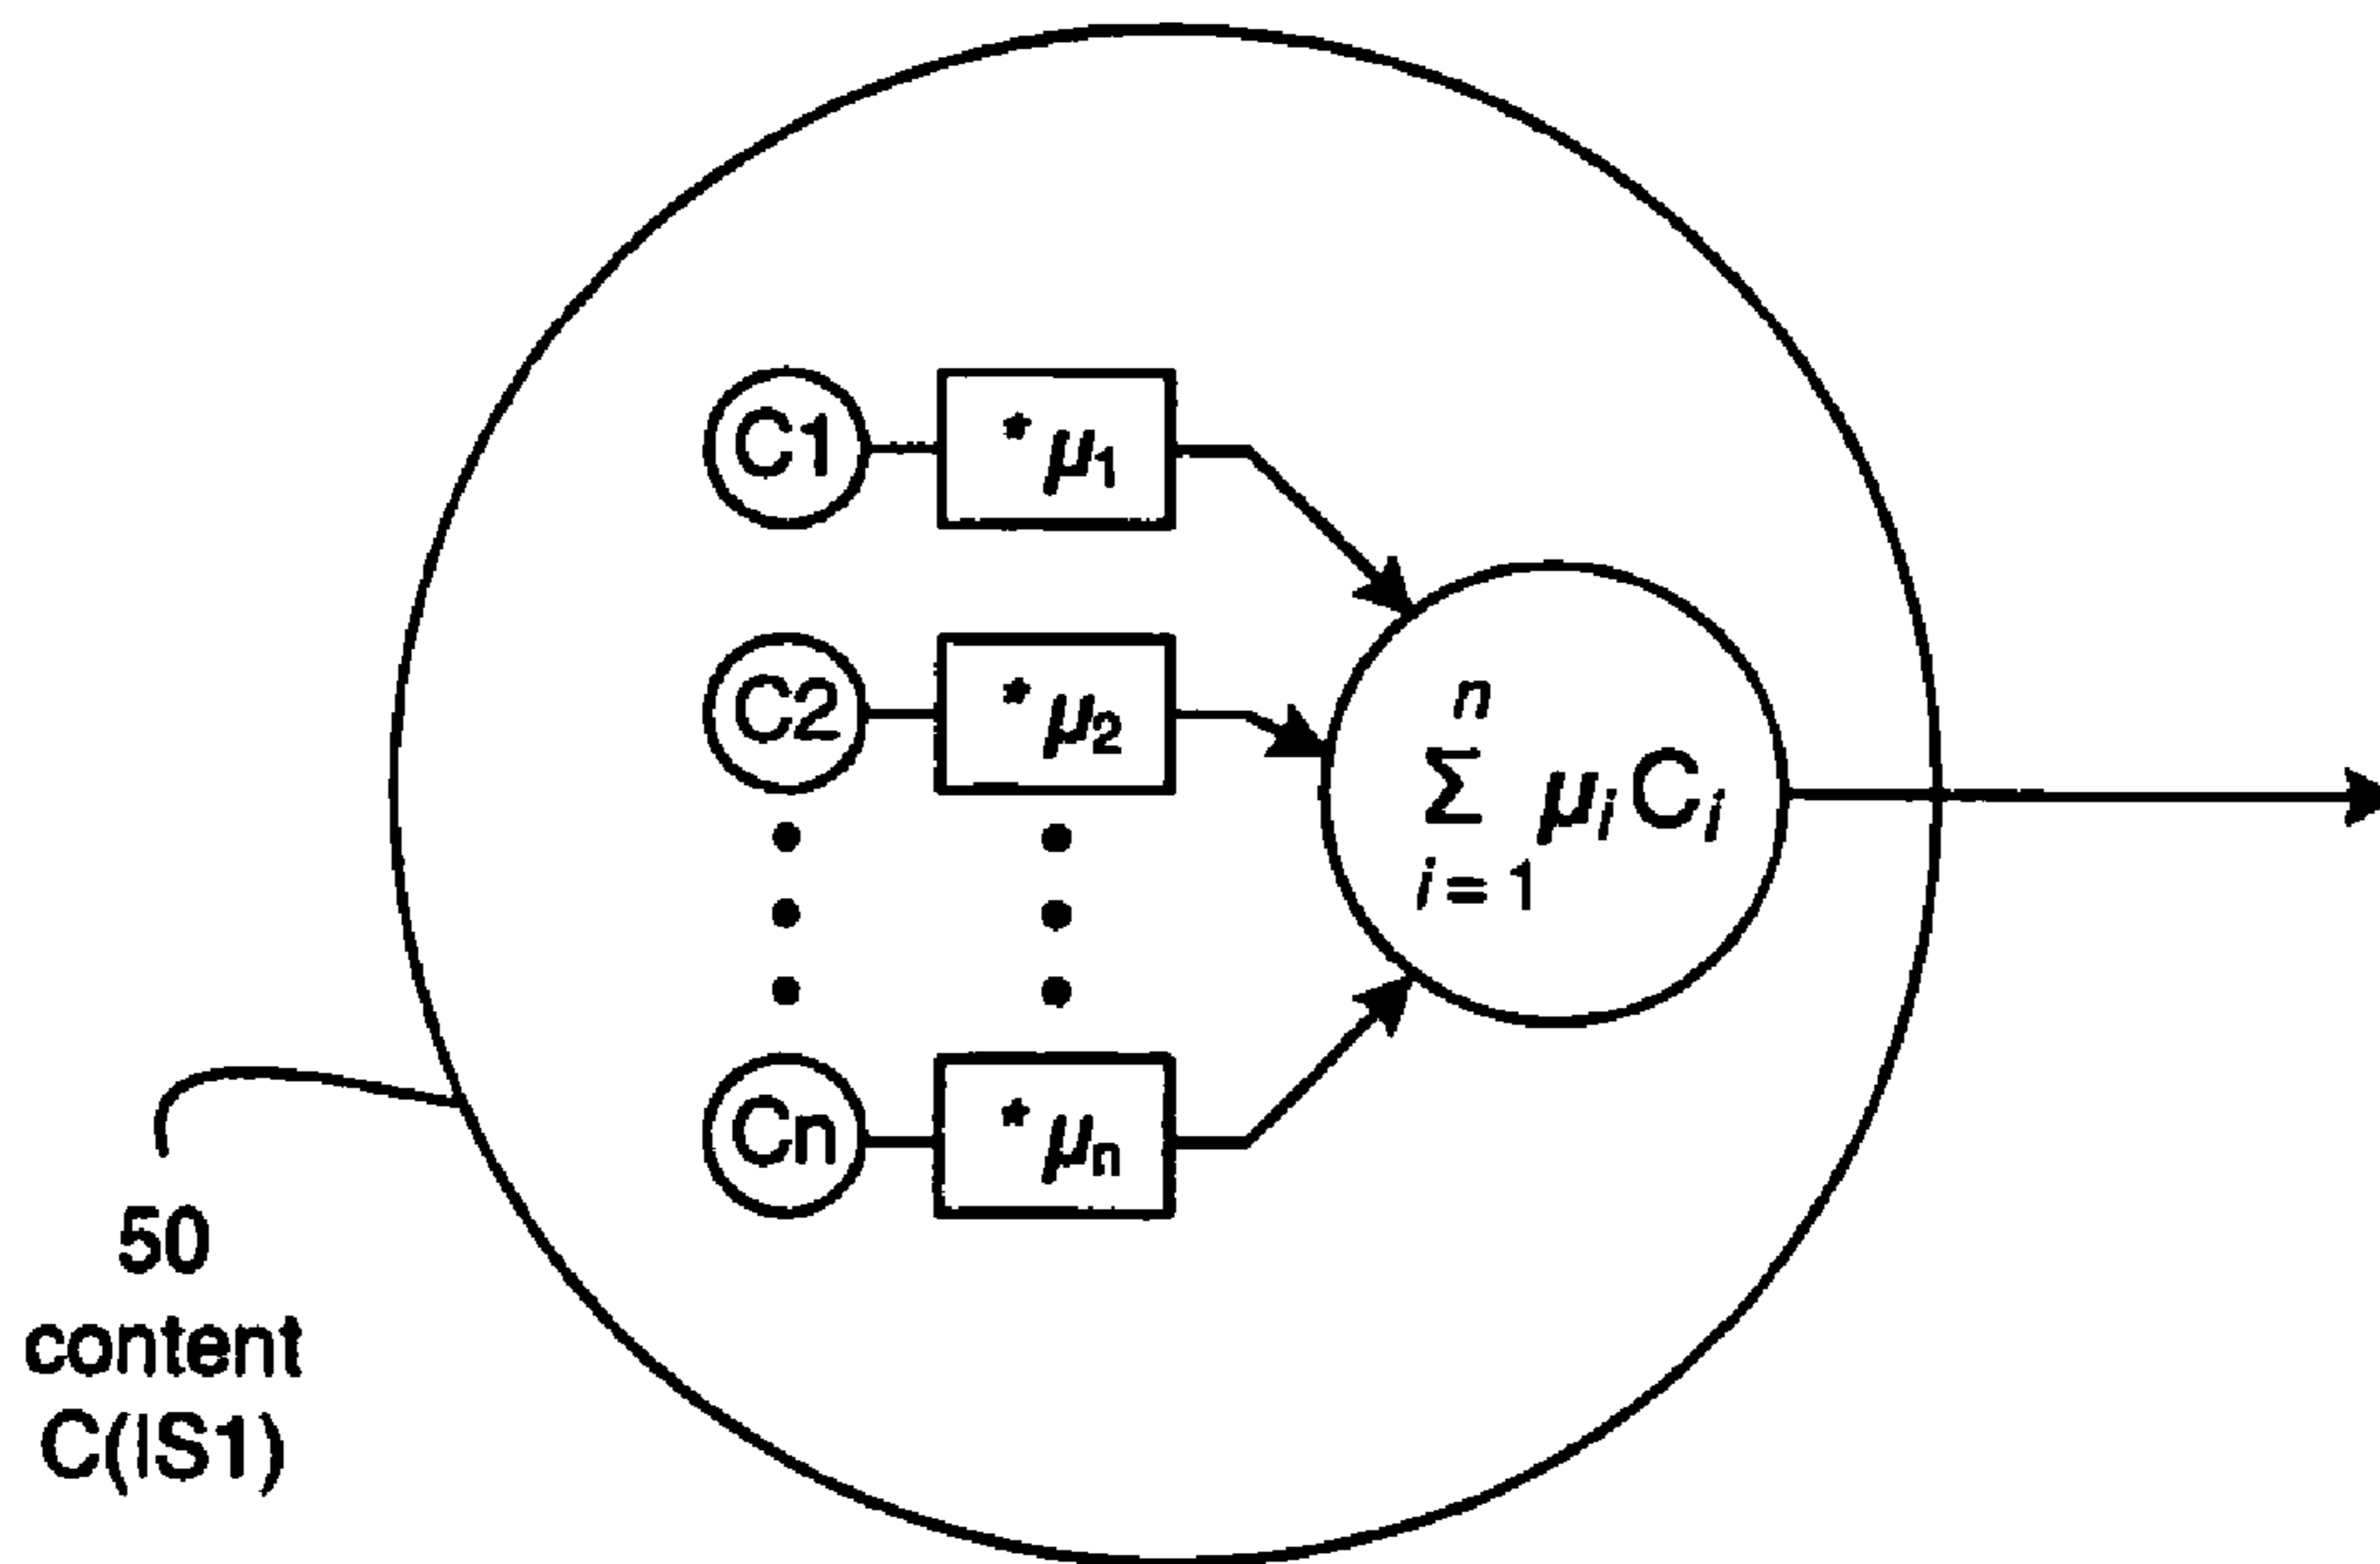 C1 * μ1
C2 * μ2
n
Σ μi Ci
i = 1
Cn * μn
50
content
C(IS1)